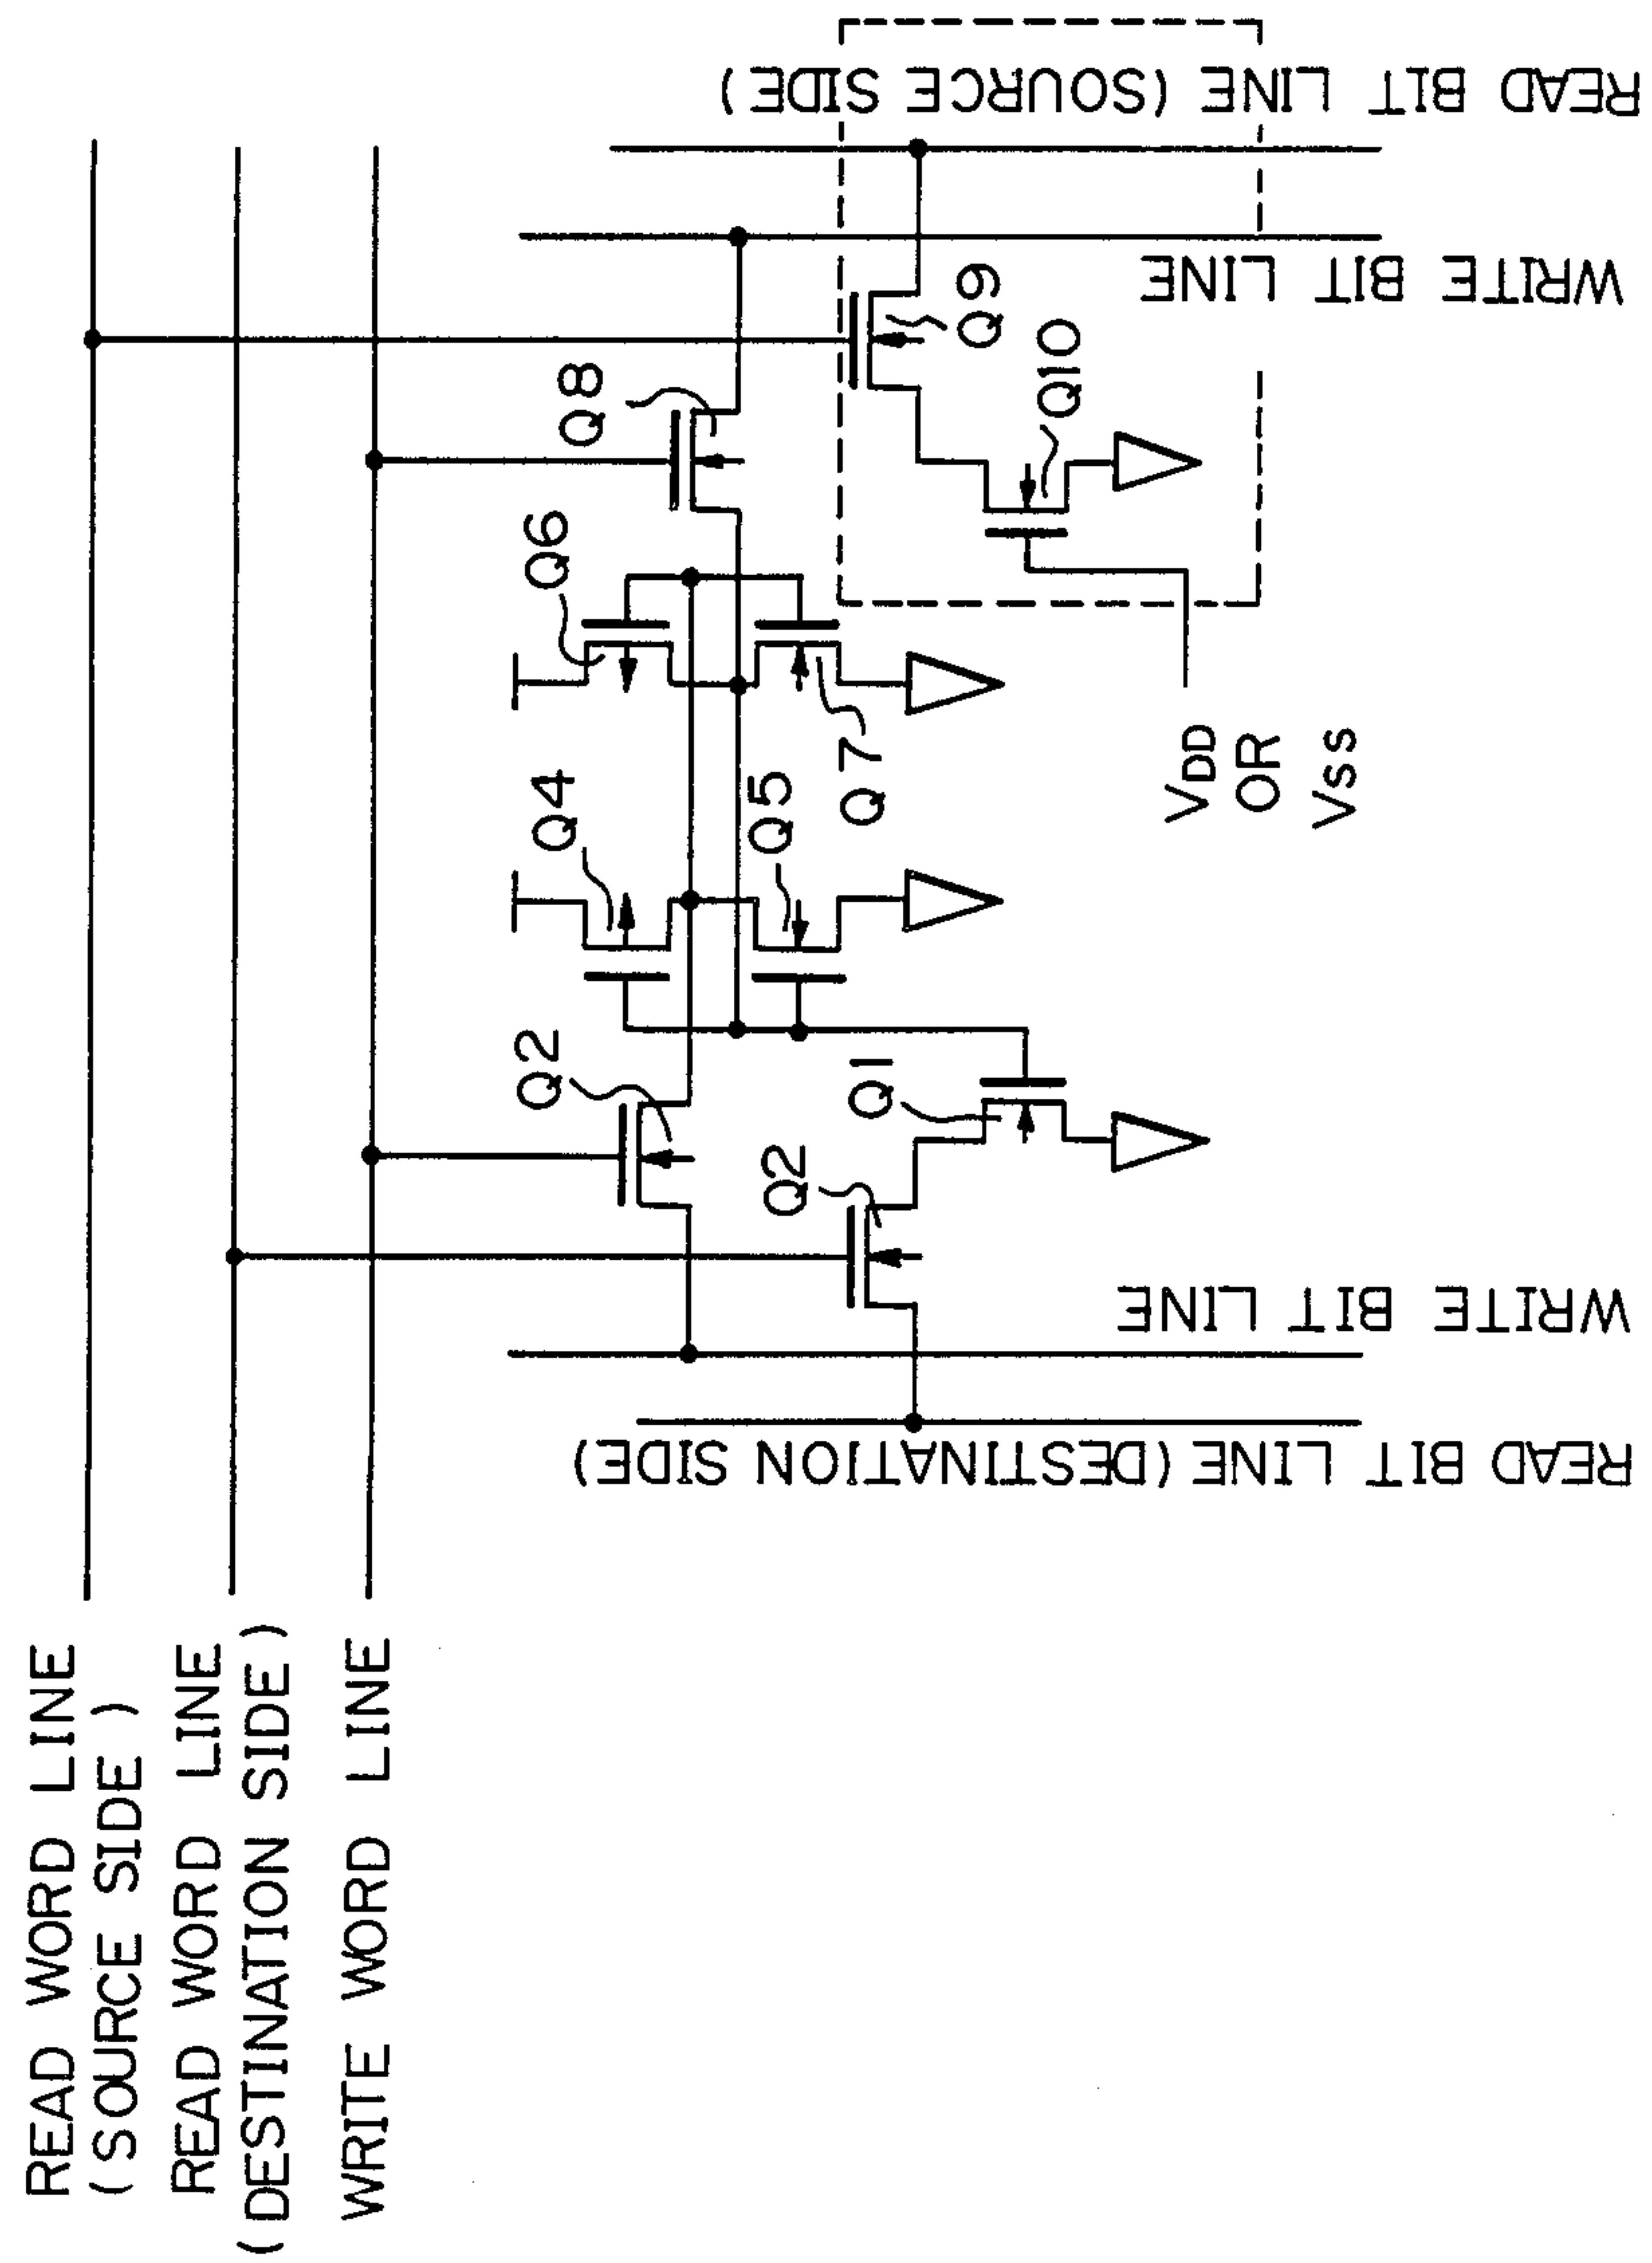 READ WORD LINE
(SOURCE SIDE)
READ WORD LINE
(DESTINATION SIDE)
WRITE WORD LINE
Q2
Q4
Q6
Q8
Q2
Q1
Q5
Q7
Q9
Q10
VDD
OR
VSS
READ BIT LINE (DESTINATION SIDE)
WRITE BIT LINE
WRITE BIT LINE
READ BIT LINE (SOURCE SIDE)